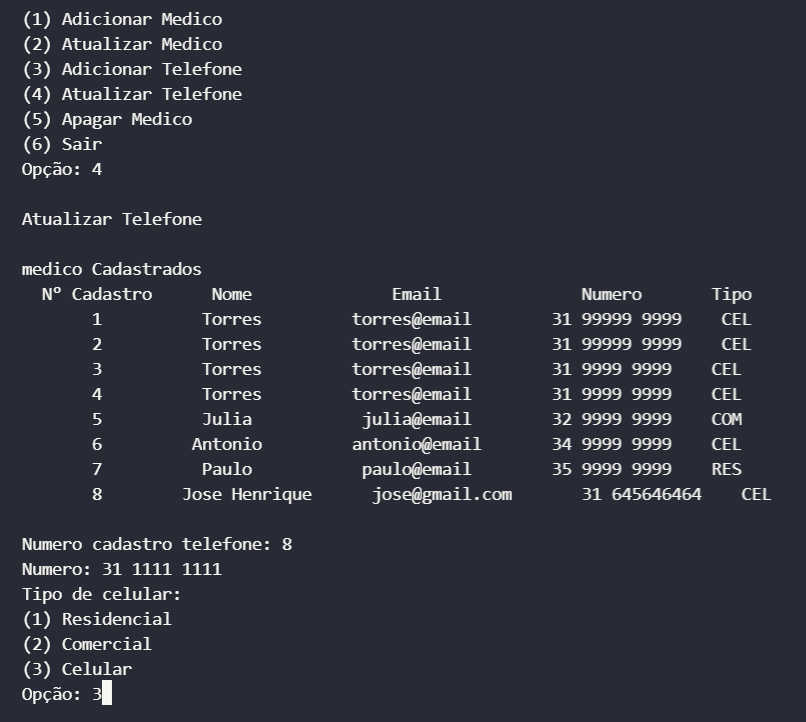 (1) Adicionar Medico
(2) Atualizar Medico
(3) Adicionar Telefone
(4) Atualizar Telefone
(5) Apagar Medico
(6) Sair
Opção: 4
Atualizar Telefone
medico Cadastrados
Nº Cadastro Nome Email Numero Tipo
1 Torres torres@email 31 99999 9999 CEL
2 Torres torres@email 31 99999 9999 CEL
3 Torres torres@email 31 9999 9999 CEL
4 Torres torres@email 31 9999 9999 CEL
5 Julia julia@email 32 9999 9999 COM
6 Antonio antonio@email 34 9999 9999 CEL
7 Paulo paulo@email 35 9999 9999 RES
8 Jose Henrique jose@gmail.com 31 645646464 CEL
Numero cadastro telefone: 8
Numero: 31 1111 1111
Tipo de celular:
(1) Residencial
(2) Comercial
(3) Celular
Opção: 3